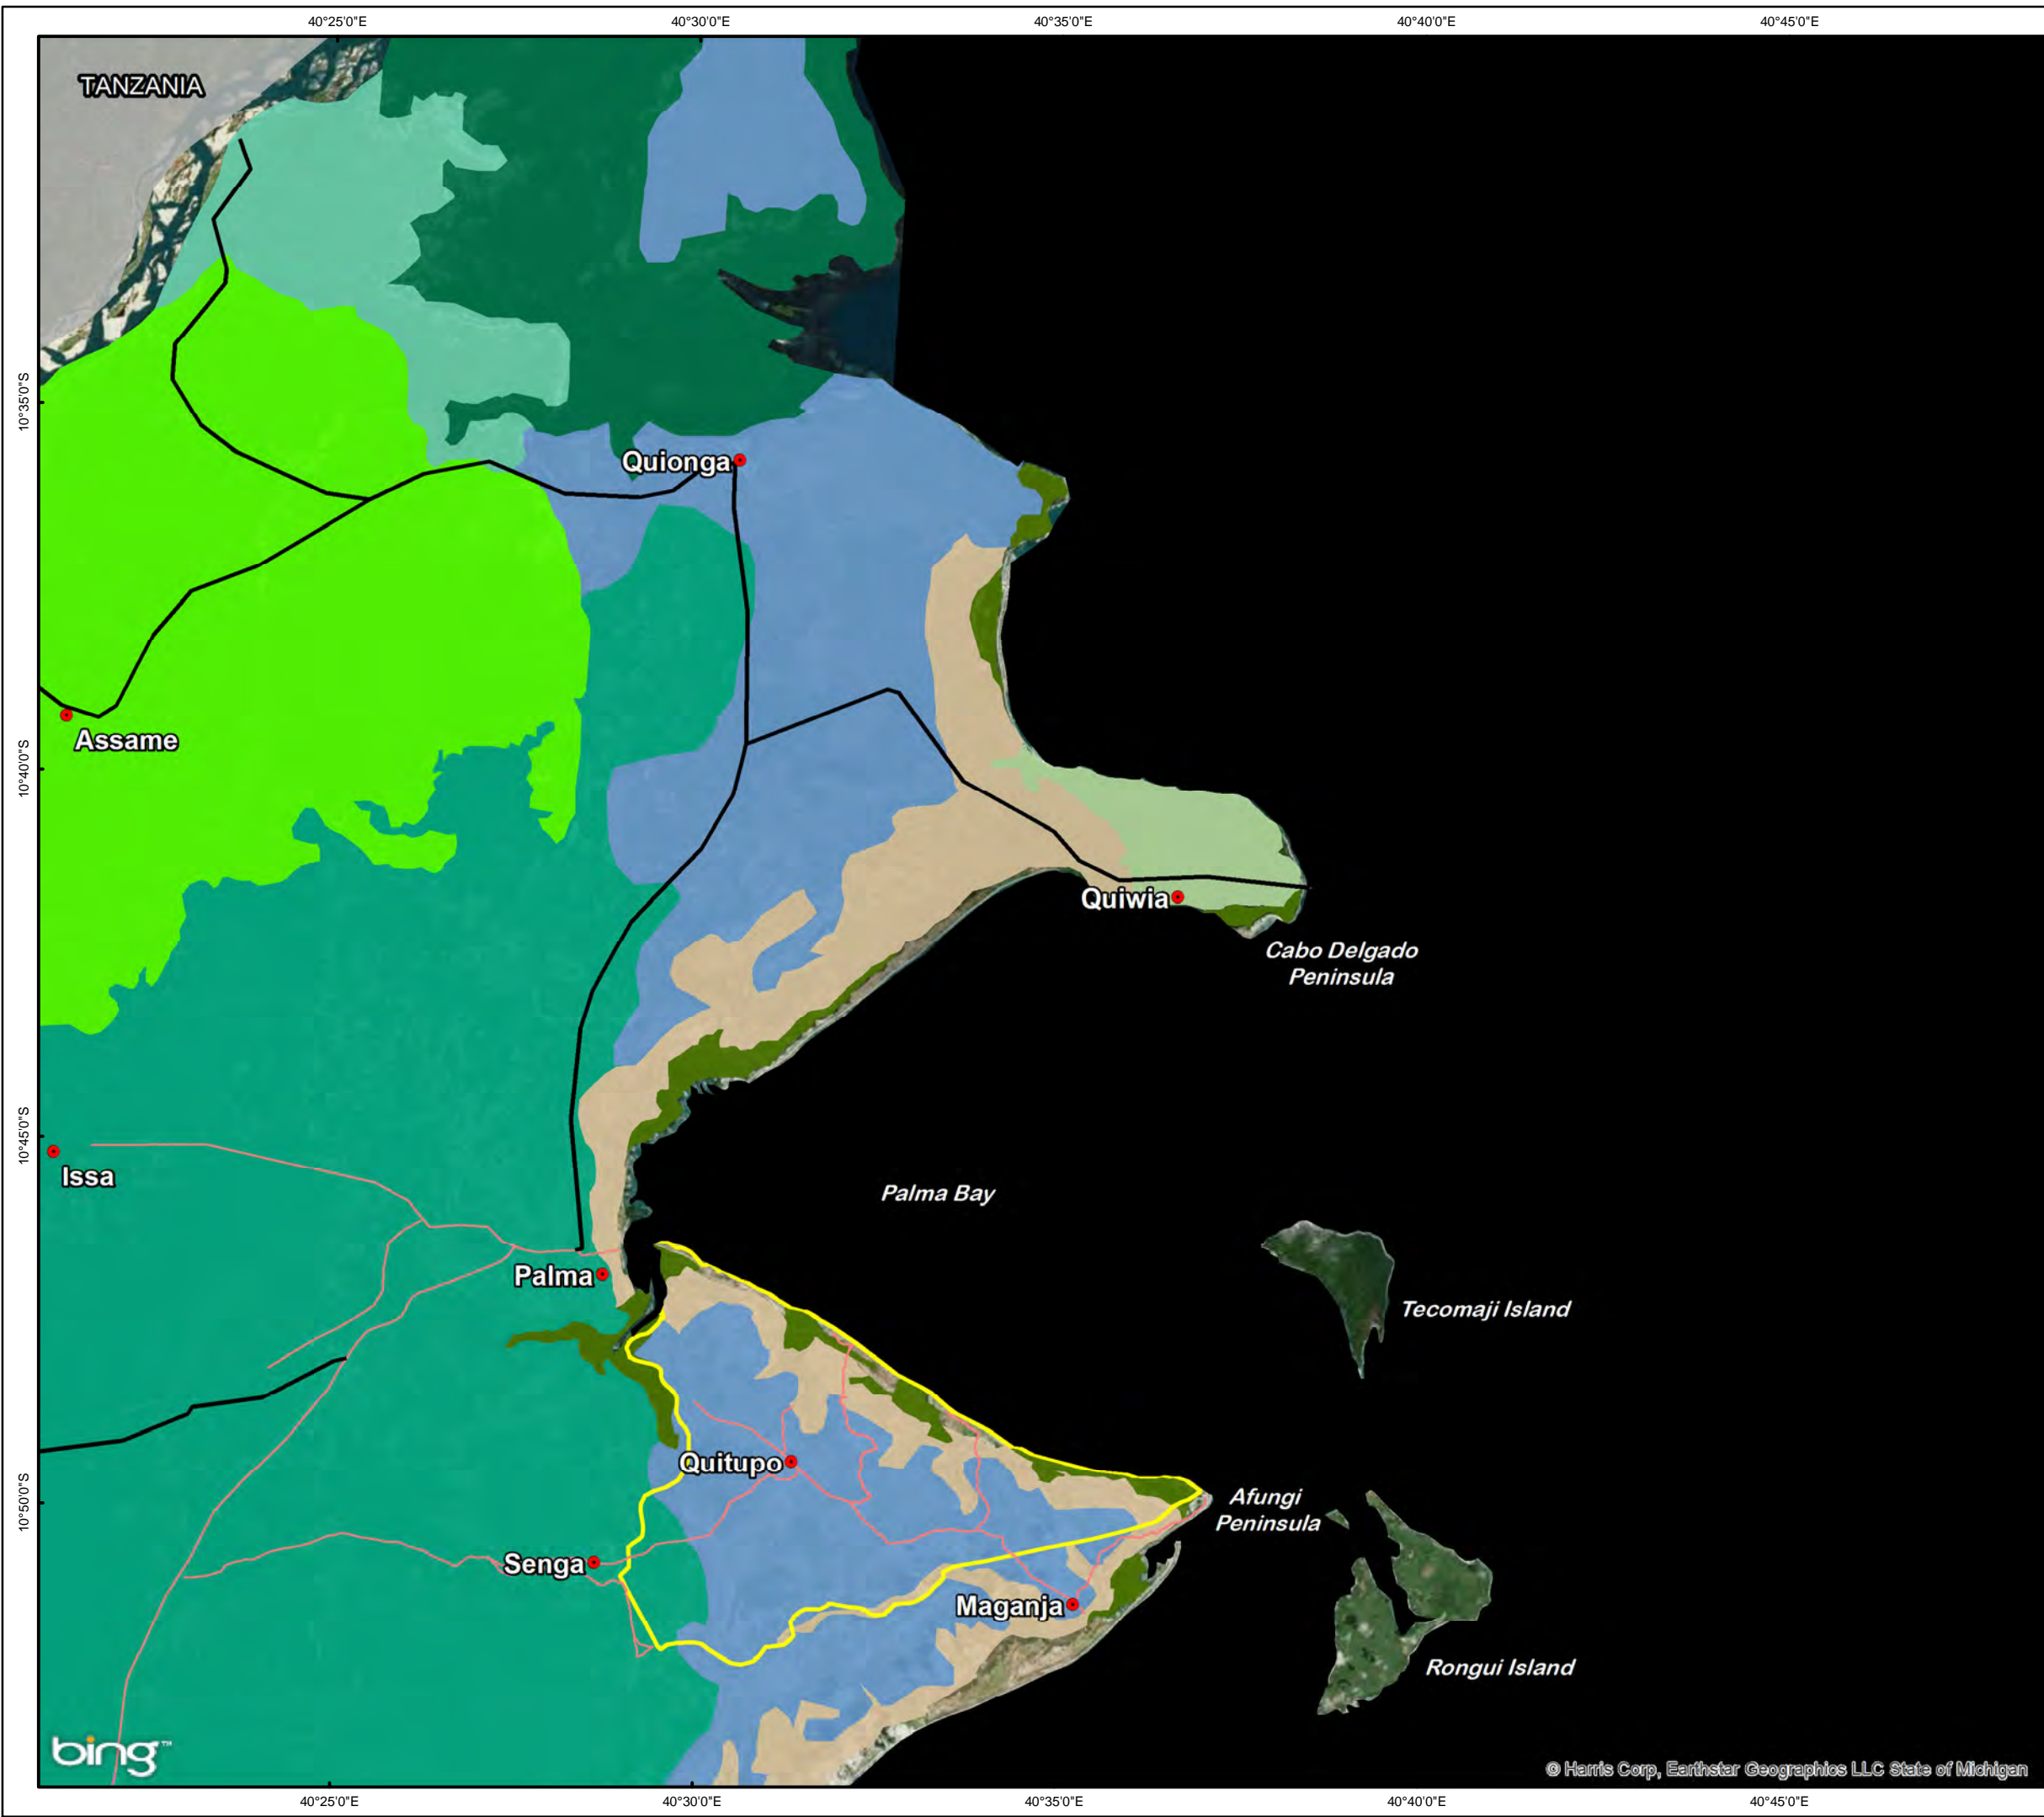 40°25'0"E
40°30'0"E
40°35'0"E
40°40'0"E
40°45'0"E
TANZANIA
10°35'0"S
Quionga
Assame
10°40'0"S
Quiwia
Cabo Delgado
Peninsula
10°45'0"S
Issa
Palma Bay
Palma
Tecomaji Island
Quitupo
10°50'0"S
Afungi
Peninsula
Senga
Maganja
Rongui Island
bing™
© Harris Corp, Earthstar Geographics LLC State of Michigan
40°25'0"E
40°30'0"E
40°35'0"E
40°40'0"E
40°45'0"E